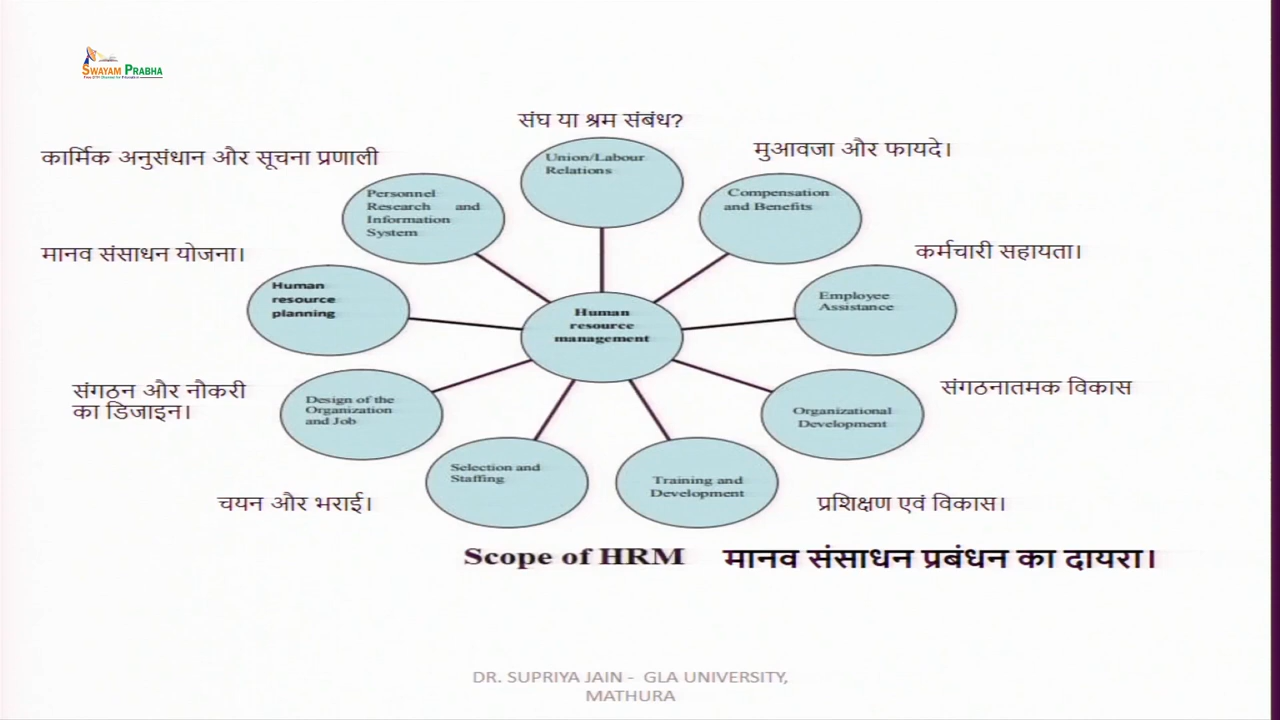 SWAYAM PRABHA
संघ या श्रम संबंध?
Union/Labour
Relations
मुआवजा और फायदे।
Compensation
and Benefits
कार्मिक अनुसंधान और सूचना प्रणाली
Personnel
Research and
Information
System
कर्मचारी सहायता।
Employee
Assistance
मानव संसाधन योजना।
Human
resource
planning
Human
resource
management
संगठनातमक विकास
Organizational
Development
संगठन और नौकरी
का डिजाइन।
Design of the
Organization
and Job
चयन और भराई।
Selection and
Staffing
Training and
Development
प्रशिक्षण एवं विकास।
Scope of HRM मानव संसाधन प्रबंधन का दायरा।
DR. SUPRIYA JAIN - GLA UNIVERSITY,
MATHURA